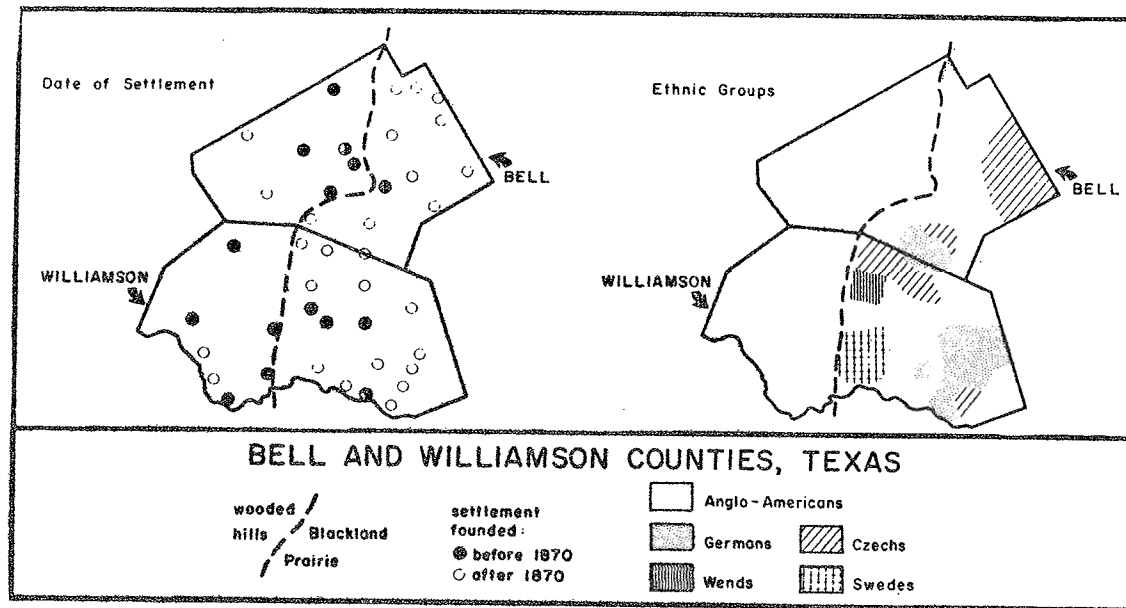 Date of Settlement
BELL
WILLIAMSON
Ethnic Groups
BELL
WILLIAMSON
BELL AND WILLIAMSON COUNTIES, TEXAS
wooded
hills
Blackland
Prairie
settlement
founded:
before 1870
after 1870
Anglo-Americans
Germans
Czechs
Wends
Swedes